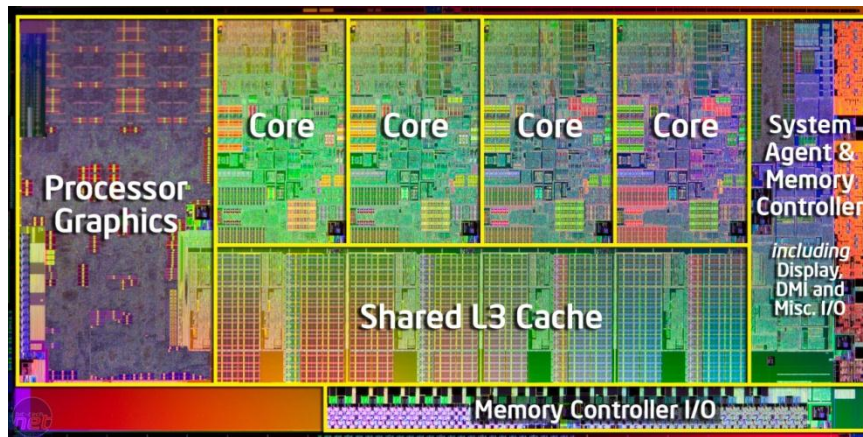 Processor
Graphics
Core
Core
Core
Core
System
Agent &
Memory
Controller
including
Display,
DMI and
Misc. I/O
Shared L3 Cache
Memory Controller I/O
net